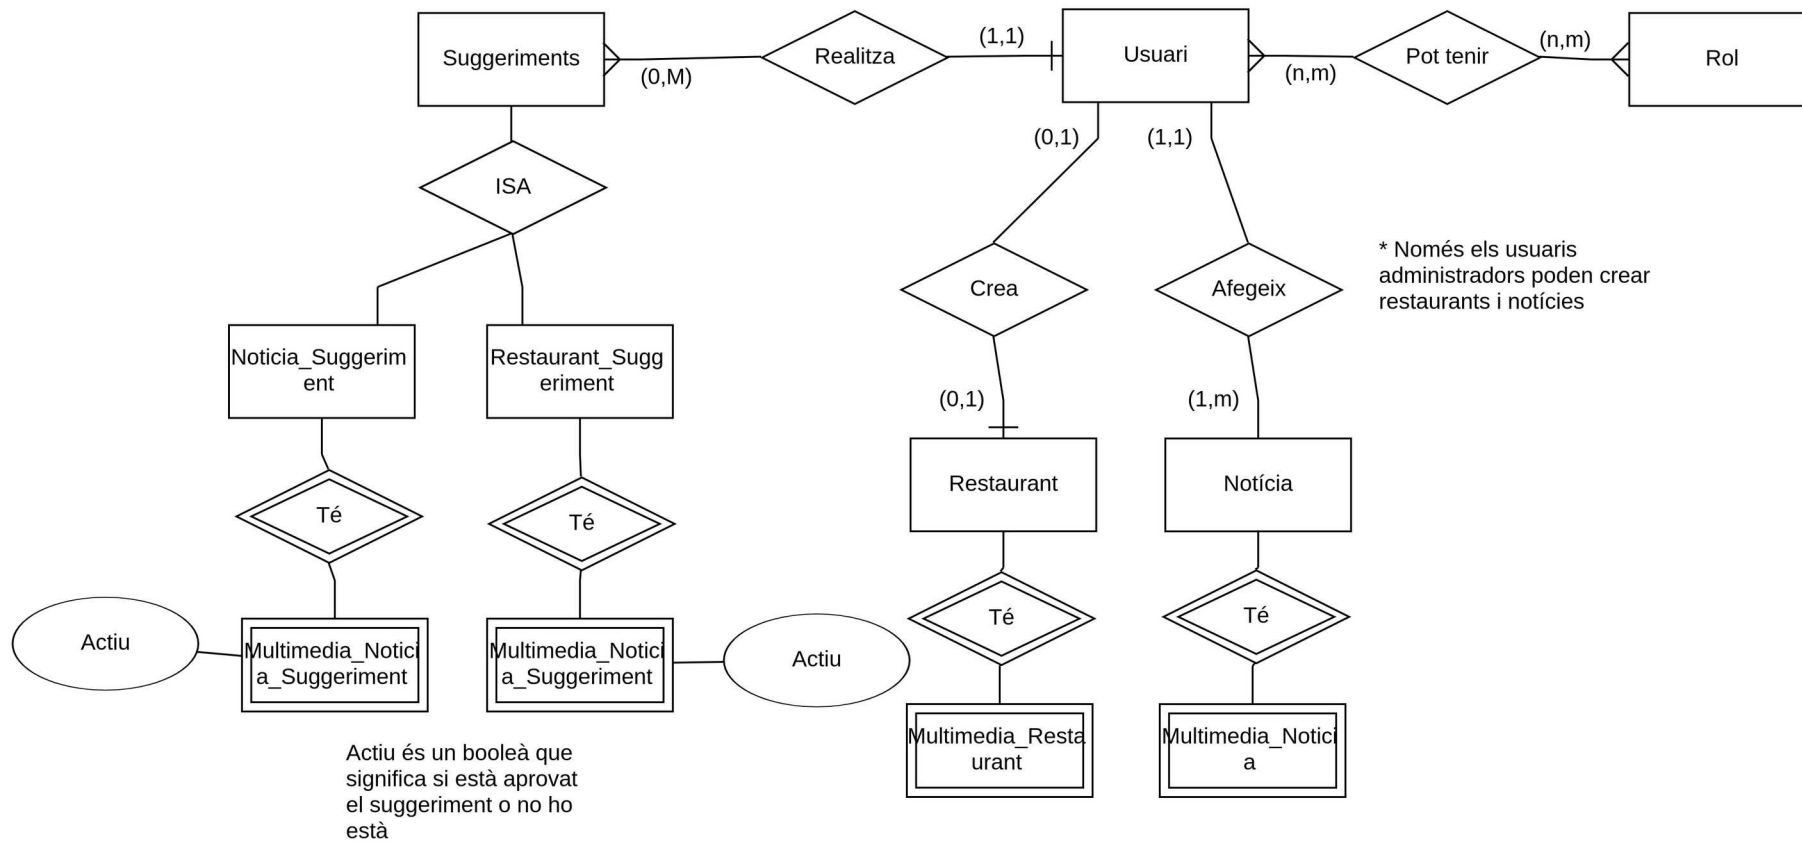 Suggeriments
(0,M)
Realitza
(1,1)
Usuari
(n,m)
Pot tenir
(n,m)
Rol
ISA
(0,1)
(1,1)
Crea
Afegeix
* Només els usuaris
administradors poden crear
restaurants i notícies
Noticia_Suggerim
ent
Restaurant_Sugg
eriment
(0,1)
(1,m)
Restaurant
Notícia
Té
Té
Té
Té
Actiu
Multimedia_Notici
a_Suggeriment
Multimedia_Notici
a_Suggeriment
Actiu
Multimedia_Resta
urant
Multimedia_Notici
a
Actiu és un booleà que
significa si està aprovat
el suggeriment o no ho
està